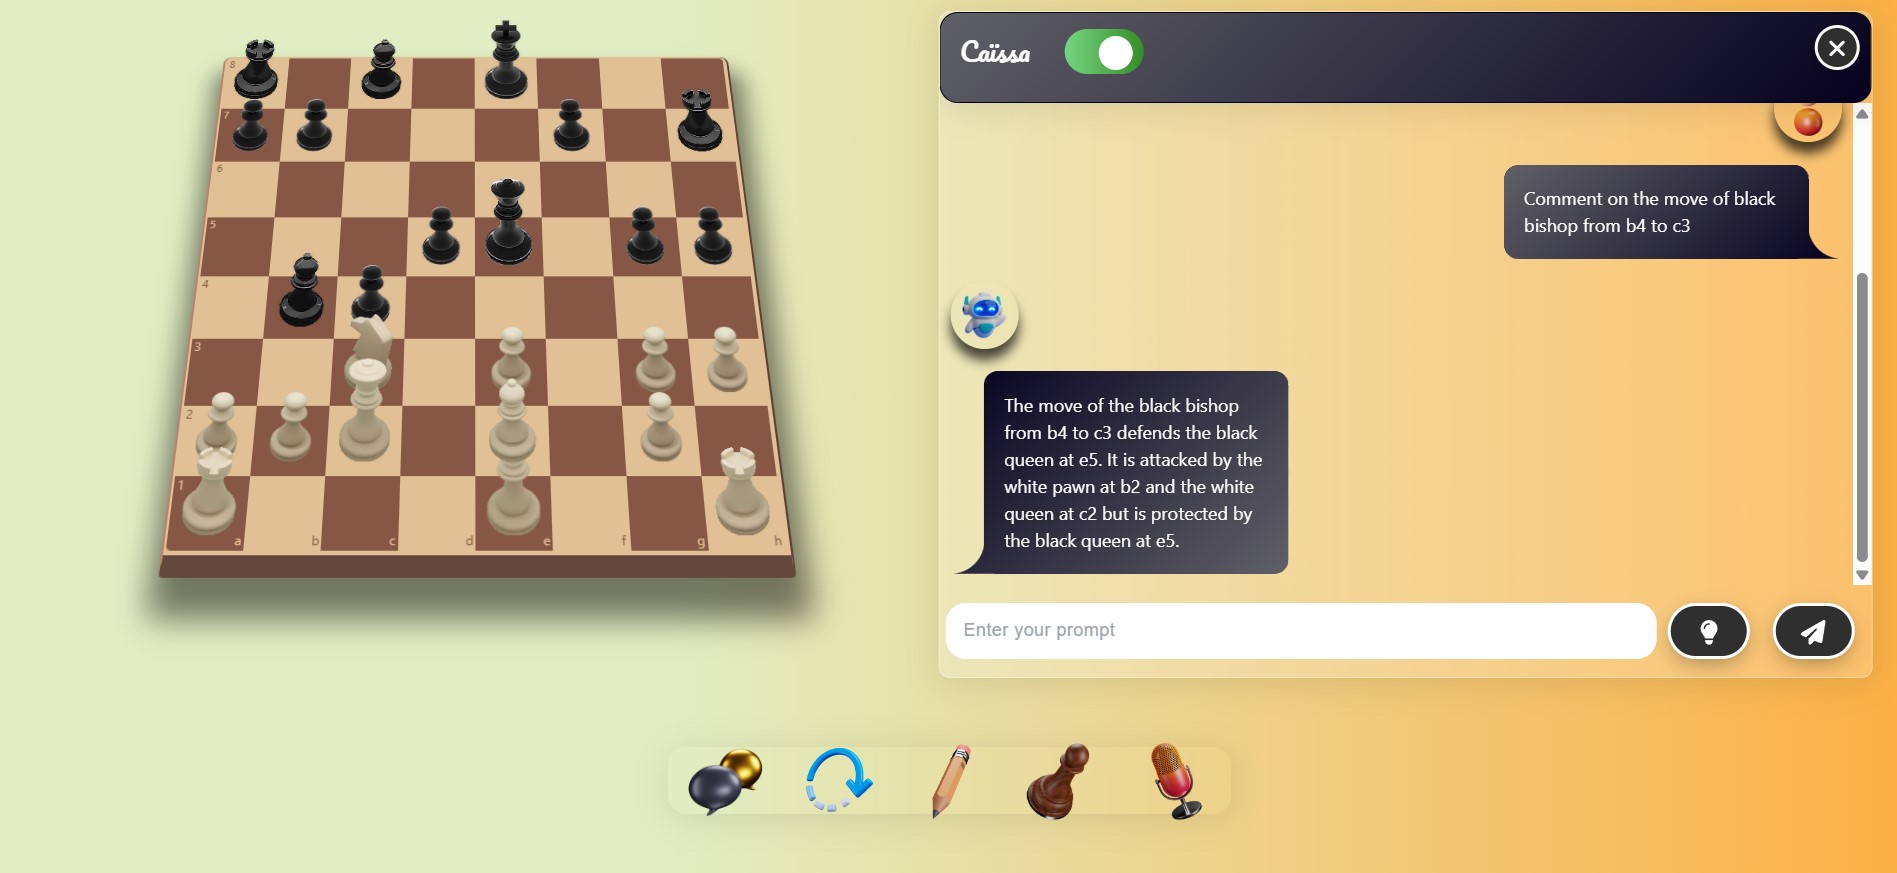 8
7
6
5
4
3
2
1
a b c d e f g h
Caïssa
Comment on the move of black
bishop from b4 to c3
The move of the black bishop
from b4 to c3 defends the black
queen at e5. It is attacked by the
white pawn at b2 and the white
queen at c2 but is protected by
the black queen at e5.
Enter your prompt